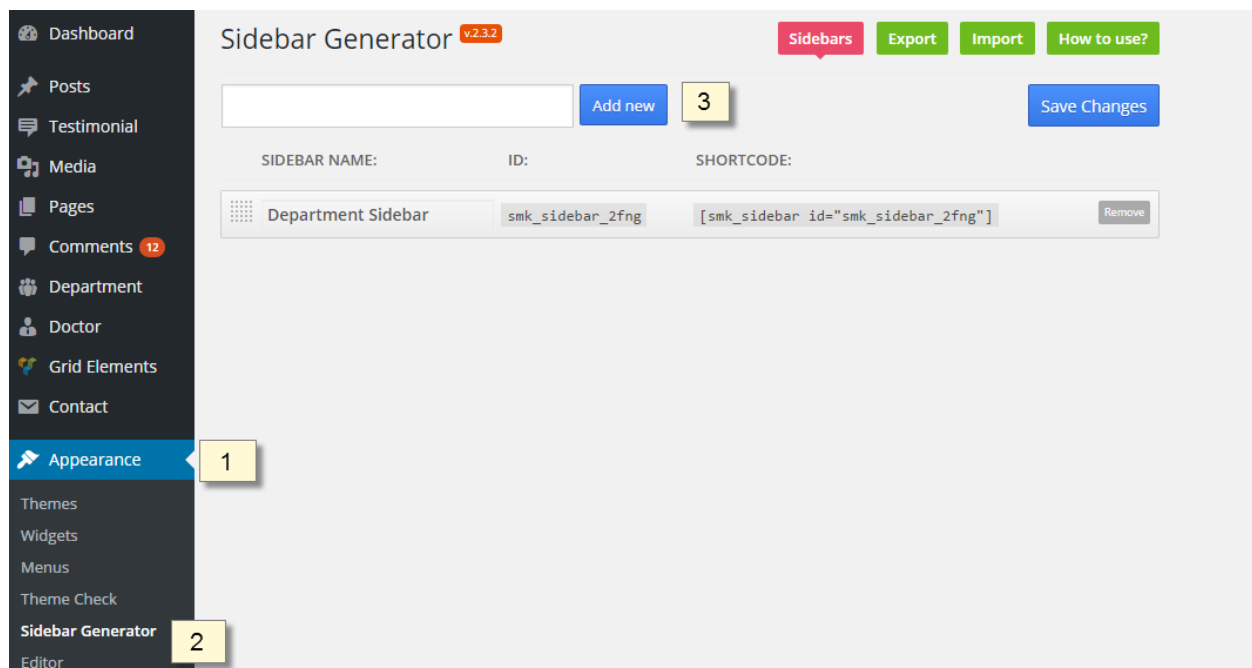 Dashboard
Posts
Testimonial
Media
Pages
Comments 12
Department
Doctor
Grid Elements
Contact
Appearance
1
Themes
Widgets
Menus
Theme Check
Sidebar Generator
2
Editor
Sidebar Generator v.2.3.2
Sidebars Export Import How to use?
Add new 3 Save Changes
SIDEBAR NAME: ID: SHORTCODE:
Department Sidebar smk_sidebar_2fng [smk_sidebar id="smk_sidebar_2fng"] Remove